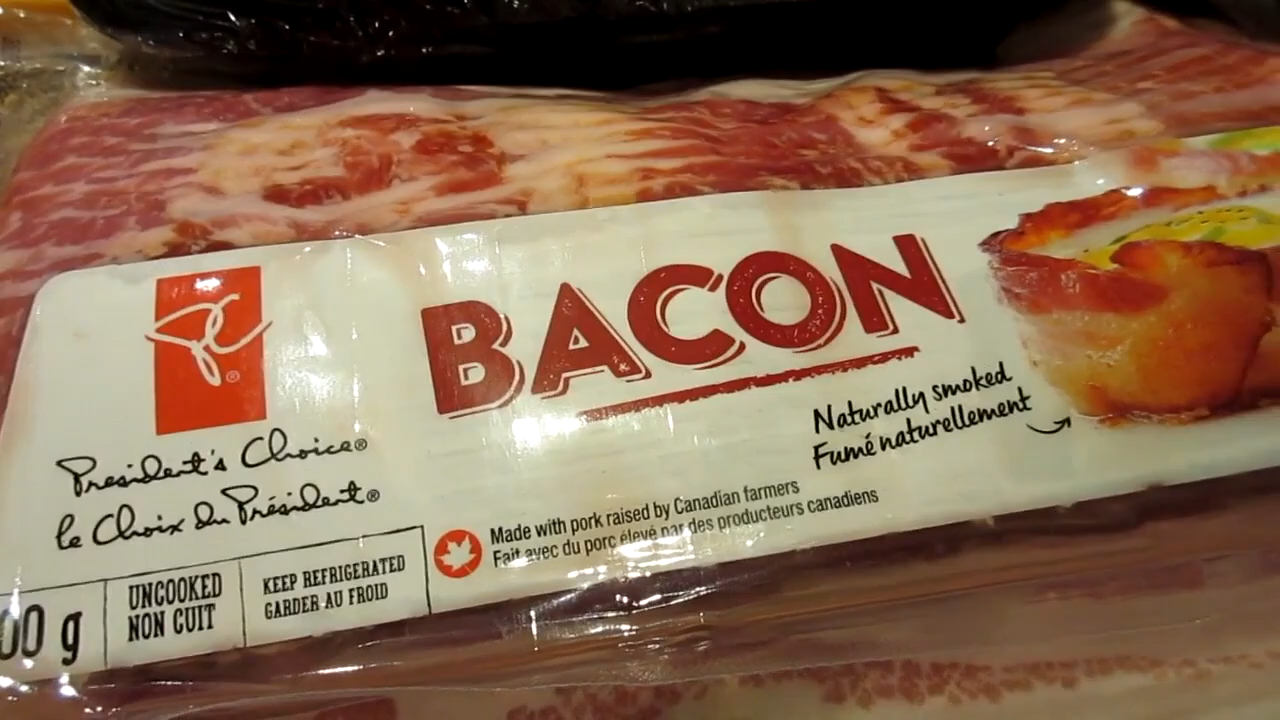 BACON
Naturally smoked
Fumé naturellement
President's Choice®
le Choix du Président®
Made with pork raised by Canadian farmers
Fait avec du porc élevé par des producteurs canadiens
00 g
UNCOOKED
NON CUIT
KEEP REFRIGERATED
GARDER AU FROID